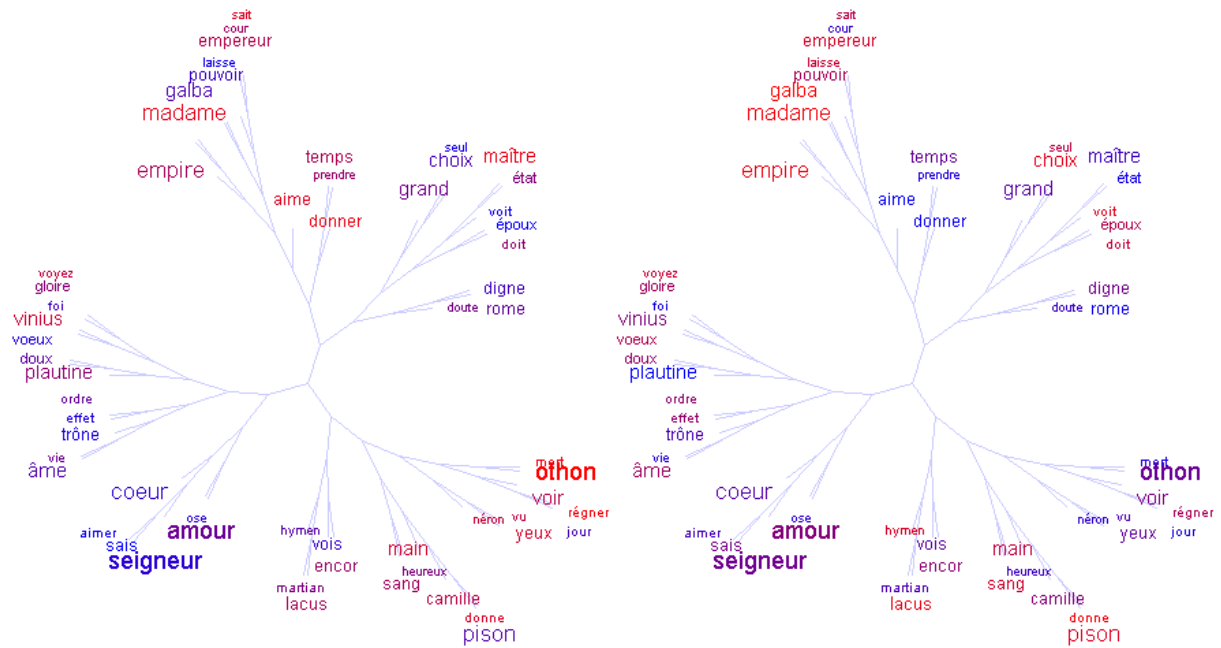 sait
cour
empereur
laisse
pouvoir
galba
madame
empire
temps
prendre
aime
donner
seul
choix
maître
état
grand
voit
époux
doit
digne
doute
rome
voyez
gloire
foi
vinius
voeux
doux
plautine
ordre
effet
trône
vie
âme
coeur
aimer
sais
ose
amour
seigneur
hymen
vois
encor
martian
lacus
main
heureux
sang
camille
donne
pison
mort
othon
voir
régner
néron
vu
yeux
jour
sait
cour
empereur
laisse
pouvoir
galba
madame
empire
temps
prendre
aime
donner
seul
choix
maître
état
grand
voit
époux
doit
digne
doute
rome
voyez
gloire
foi
vinius
voeux
doux
plautine
ordre
effet
trône
vie
âme
coeur
aimer
sais
ose
amour
seigneur
hymen
vois
encor
martian
lacus
main
heureux
sang
camille
donne
pison
mort
othon
voir
régner
néron
vu
yeux
jour